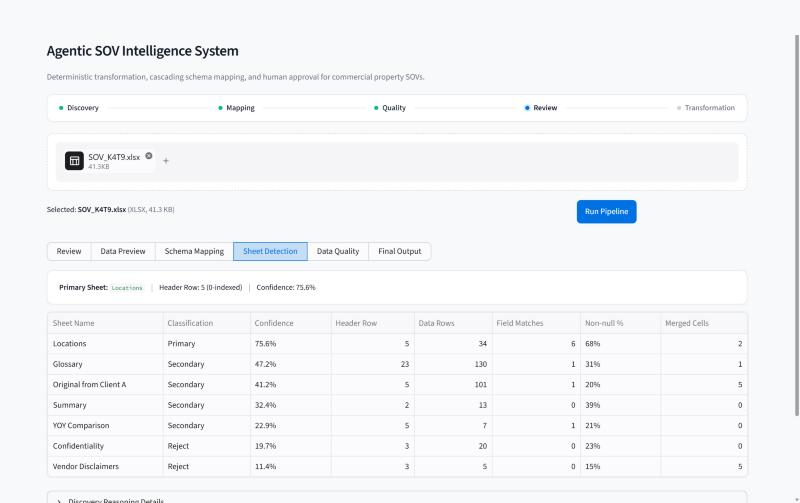 Agentic SOV Intelligence System
Deterministic transformation, cascading schema mapping, and human approval for commercial property SOVs.
Discovery Mapping Quality Review Transformation
SOV_K4T9.xlsx
41.3KB
+
Selected: SOV_K4T9.xlsx (XLSX, 41.3 KB)
Run Pipeline
Review Data Preview Schema Mapping Sheet Detection Data Quality Final Output
Primary Sheet: Locations | Header Row: 5 (0-indexed) | Confidence: 75.6%
Sheet Name Classification Confidence Header Row Data Rows Field Matches Non-null % Merged Cells
Locations Primary 75.6% 5 34 6 68% 2
Glossary Secondary 47.2% 23 130 1 31% 1
Original from Client A Secondary 41.2% 5 101 1 20% 5
Summary Secondary 32.4% 2 13 0 39% 0
YOY Comparison Secondary 22.9% 5 7 1 21% 0
Confidentiality Reject 19.7% 3 20 0 23% 0
Vendor Disclaimers Reject 11.4% 3 5 0 15% 5
Discovery Reasoning Details